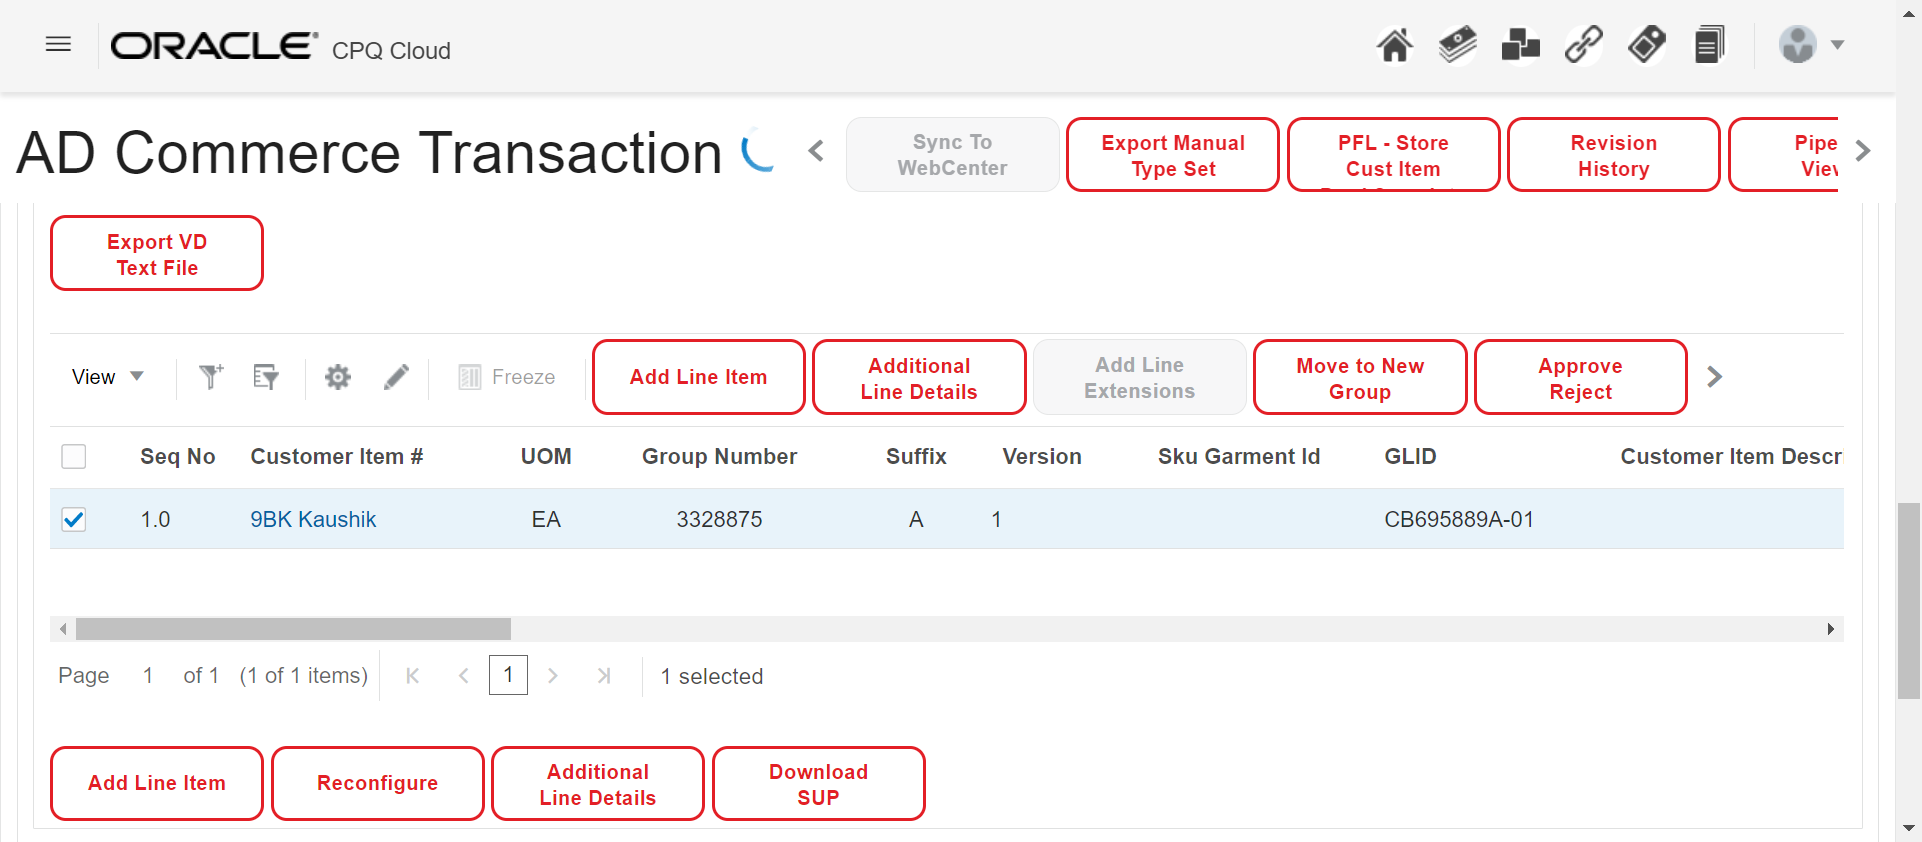 ORACLE CPQ Cloud
AD Commerce Transaction
Sync To
WebCenter
Export Manual
Type Set
PFL - Store
Cust Item
Revision
History
Pipe
View
Export VD
Text File
View
Freeze
Add Line Item
Additional
Line Details
Add Line
Extensions
Move to New
Group
Approve
Reject
Seq No Customer Item # UOM Group Number Suffix Version Sku Garment Id GLID Customer Item Descri
1.0 9BK Kaushik EA 3328875 A 1 CB695889A-01
Page 1 of 1 (1 of 1 items) 1 1 selected
Add Line Item
Reconfigure
Additional
Line Details
Download
SUP